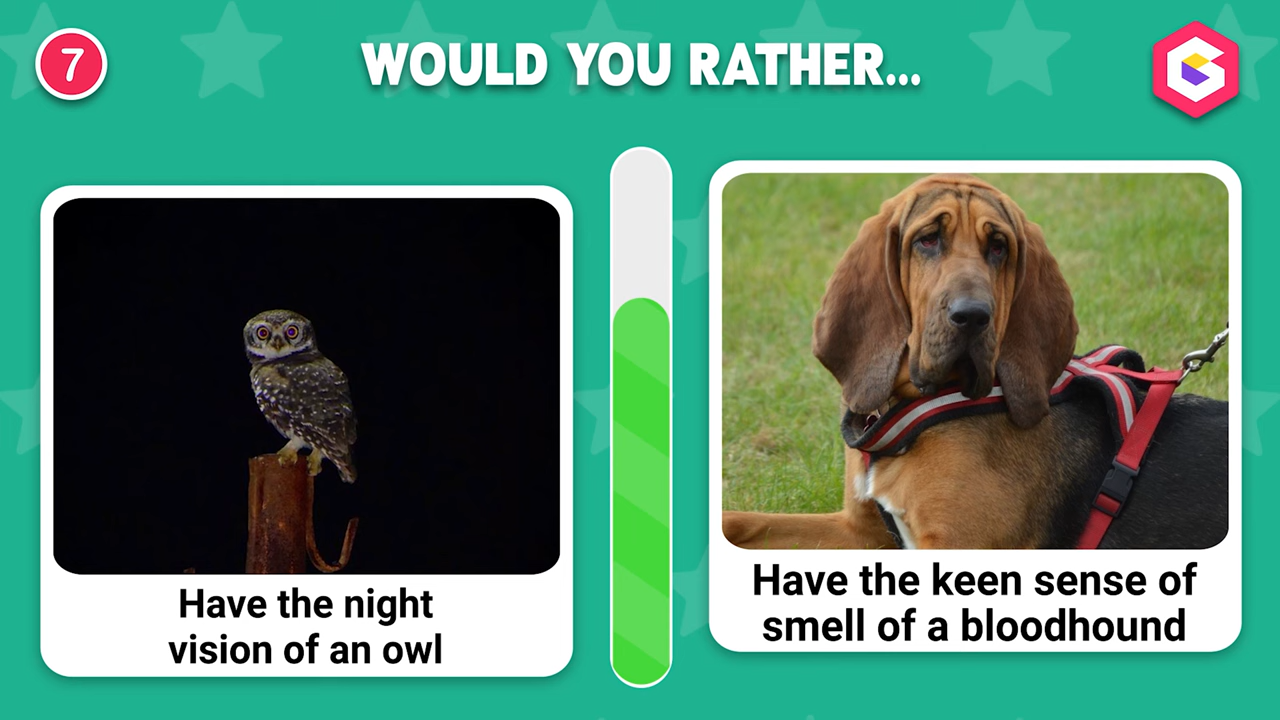 7
WOULD YOU RATHER...
Have the night
vision of an owl
Have the keen sense of
smell of a bloodhound